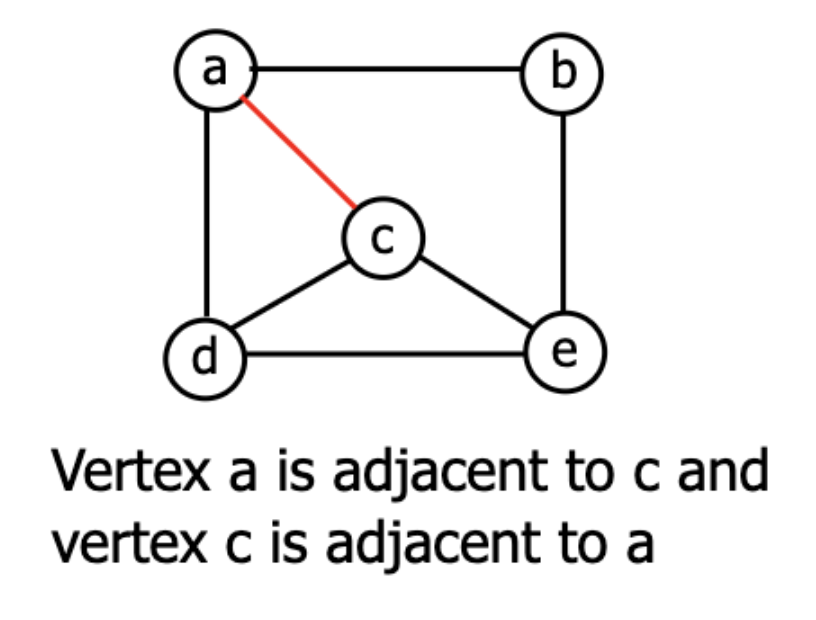 a b
c
d e
Vertex a is adjacent to c and
vertex c is adjacent to a